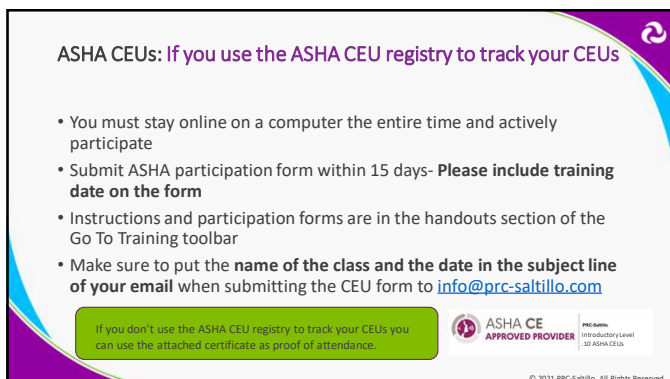 ASHA CEUs: If you use the ASHA CEU registry to track your CEUs
• You must stay online on a computer the entire time and actively
participate
• Submit ASHA participation form within 15 days- Please include training
date on the form
• Instructions and participation forms are in the handouts section of the
Go To Training toolbar
• Make sure to put the name of the class and the date in the subject line
of your email when submitting the CEU form to info@prc-saltillo.com
If you don't use the ASHA CEU registry to track your CEUs you
can use the attached certificate as proof of attendance.
ASHA CE
APPROVED PROVIDER
PRC-Saltillo
Introductory Level
.10 ASHA CEUs
© 2021 PRC-Saltillo. All Rights Reserved